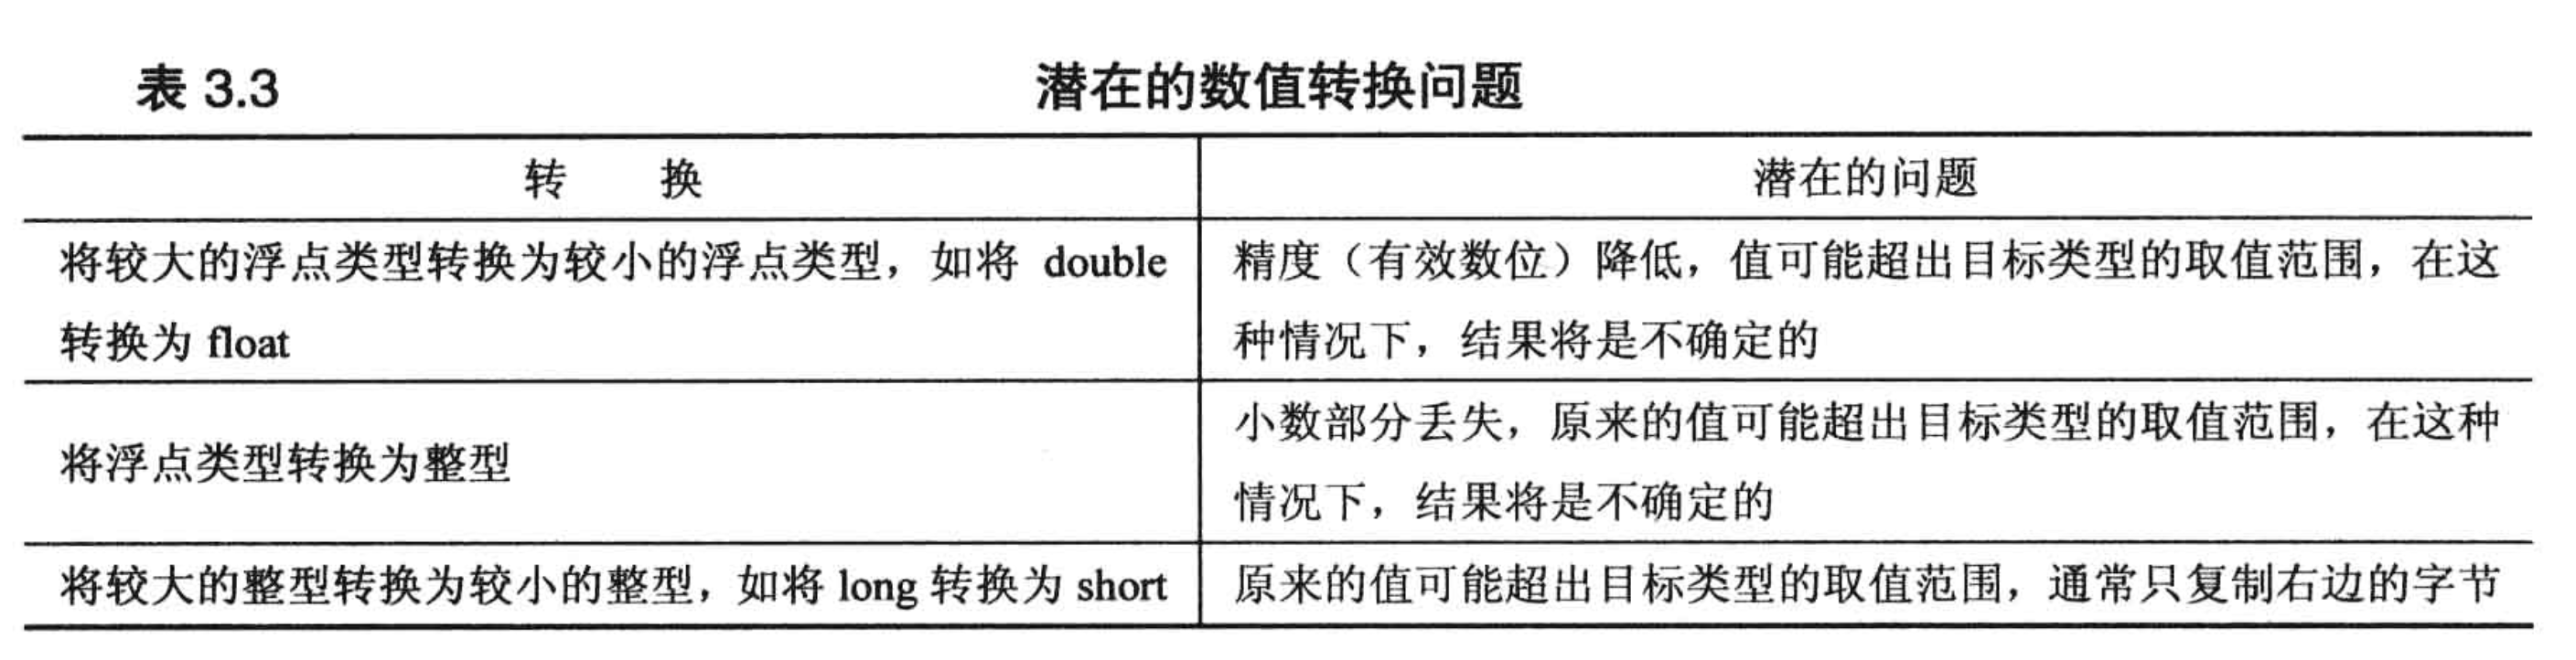 表 3.3
潜在的数值转换问题
转 换
潜在的问题
将较大的浮点类型转换为较小的浮点类型，如将 double
转换为 float
精度（有效数位）降低，值可能超出目标类型的取值范围，在这
种情况下，结果将是不确定的
将浮点类型转换为整型
小数部分丢失，原来的值可能超出目标类型的取值范围，在这种
情况下，结果将是不确定的
将较大的整型转换为较小的整型，如将 long 转换为 short
原来的值可能超出目标类型的取值范围，通常只复制右边的字节